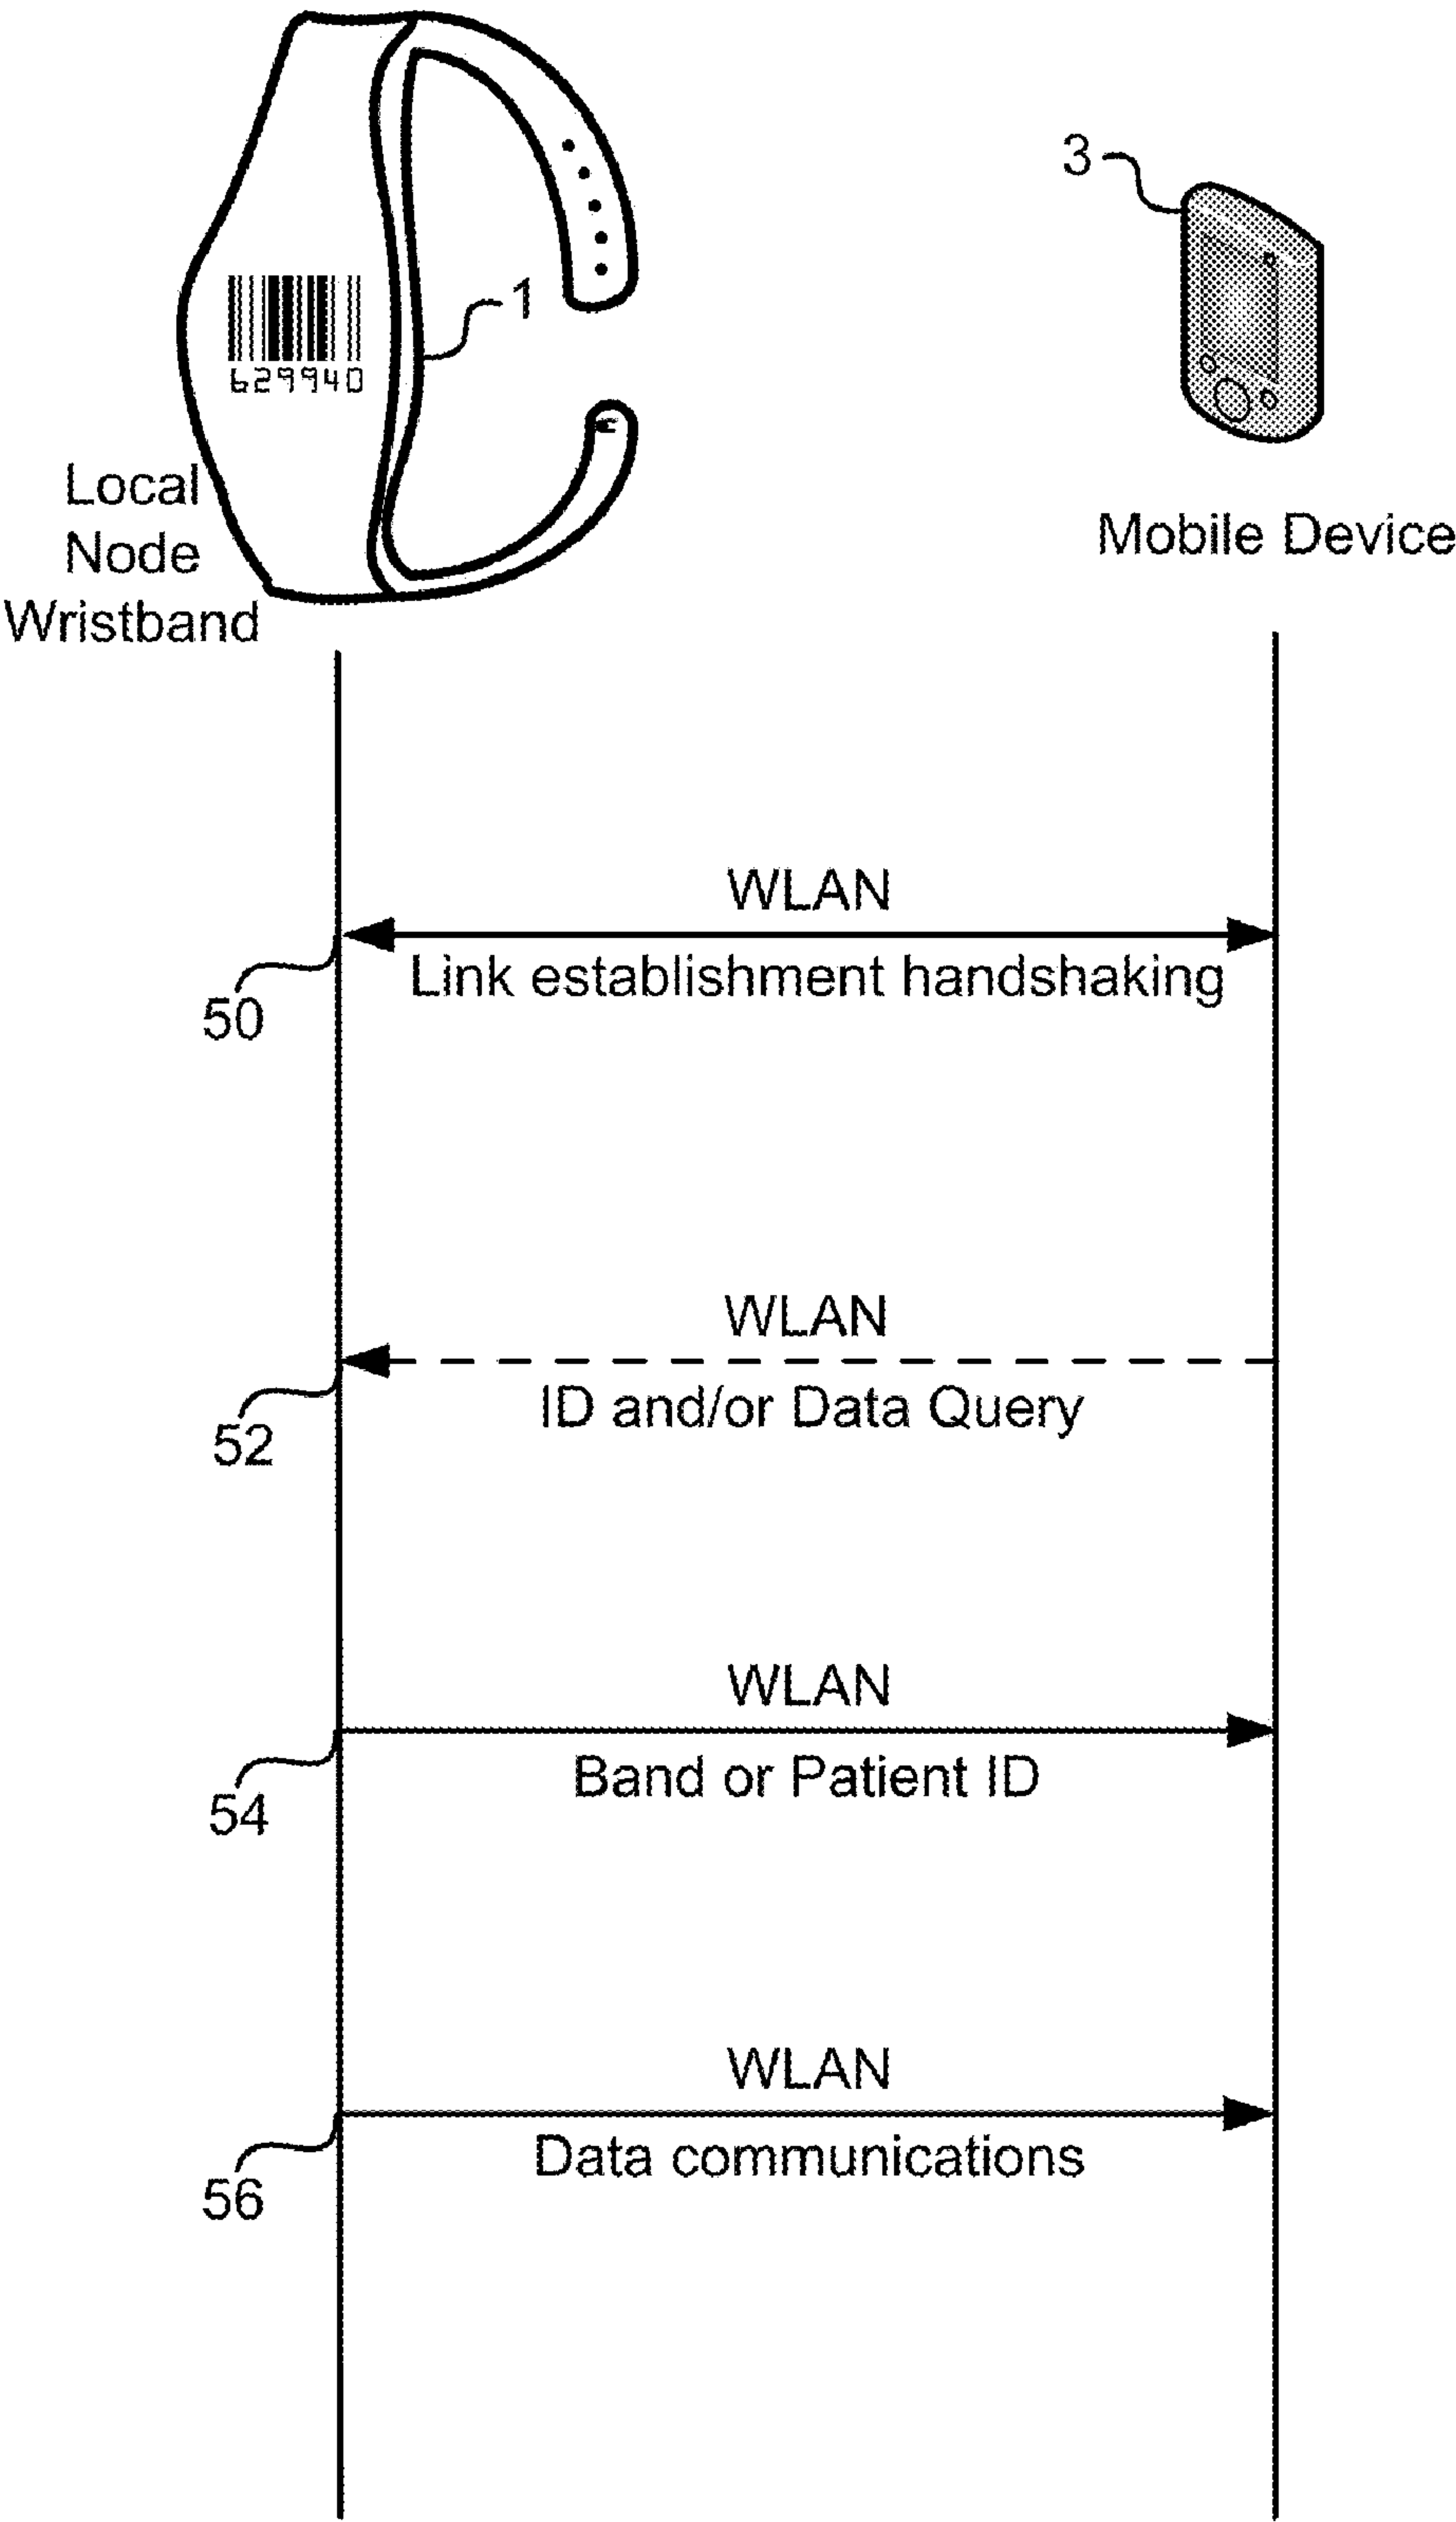 3
1
629940
Local
Node
Wristband
Mobile Device
WLAN
Link establishment handshaking
50
WLAN
ID and/or Data Query
52
WLAN
Band or Patient ID
54
WLAN
Data communications
56